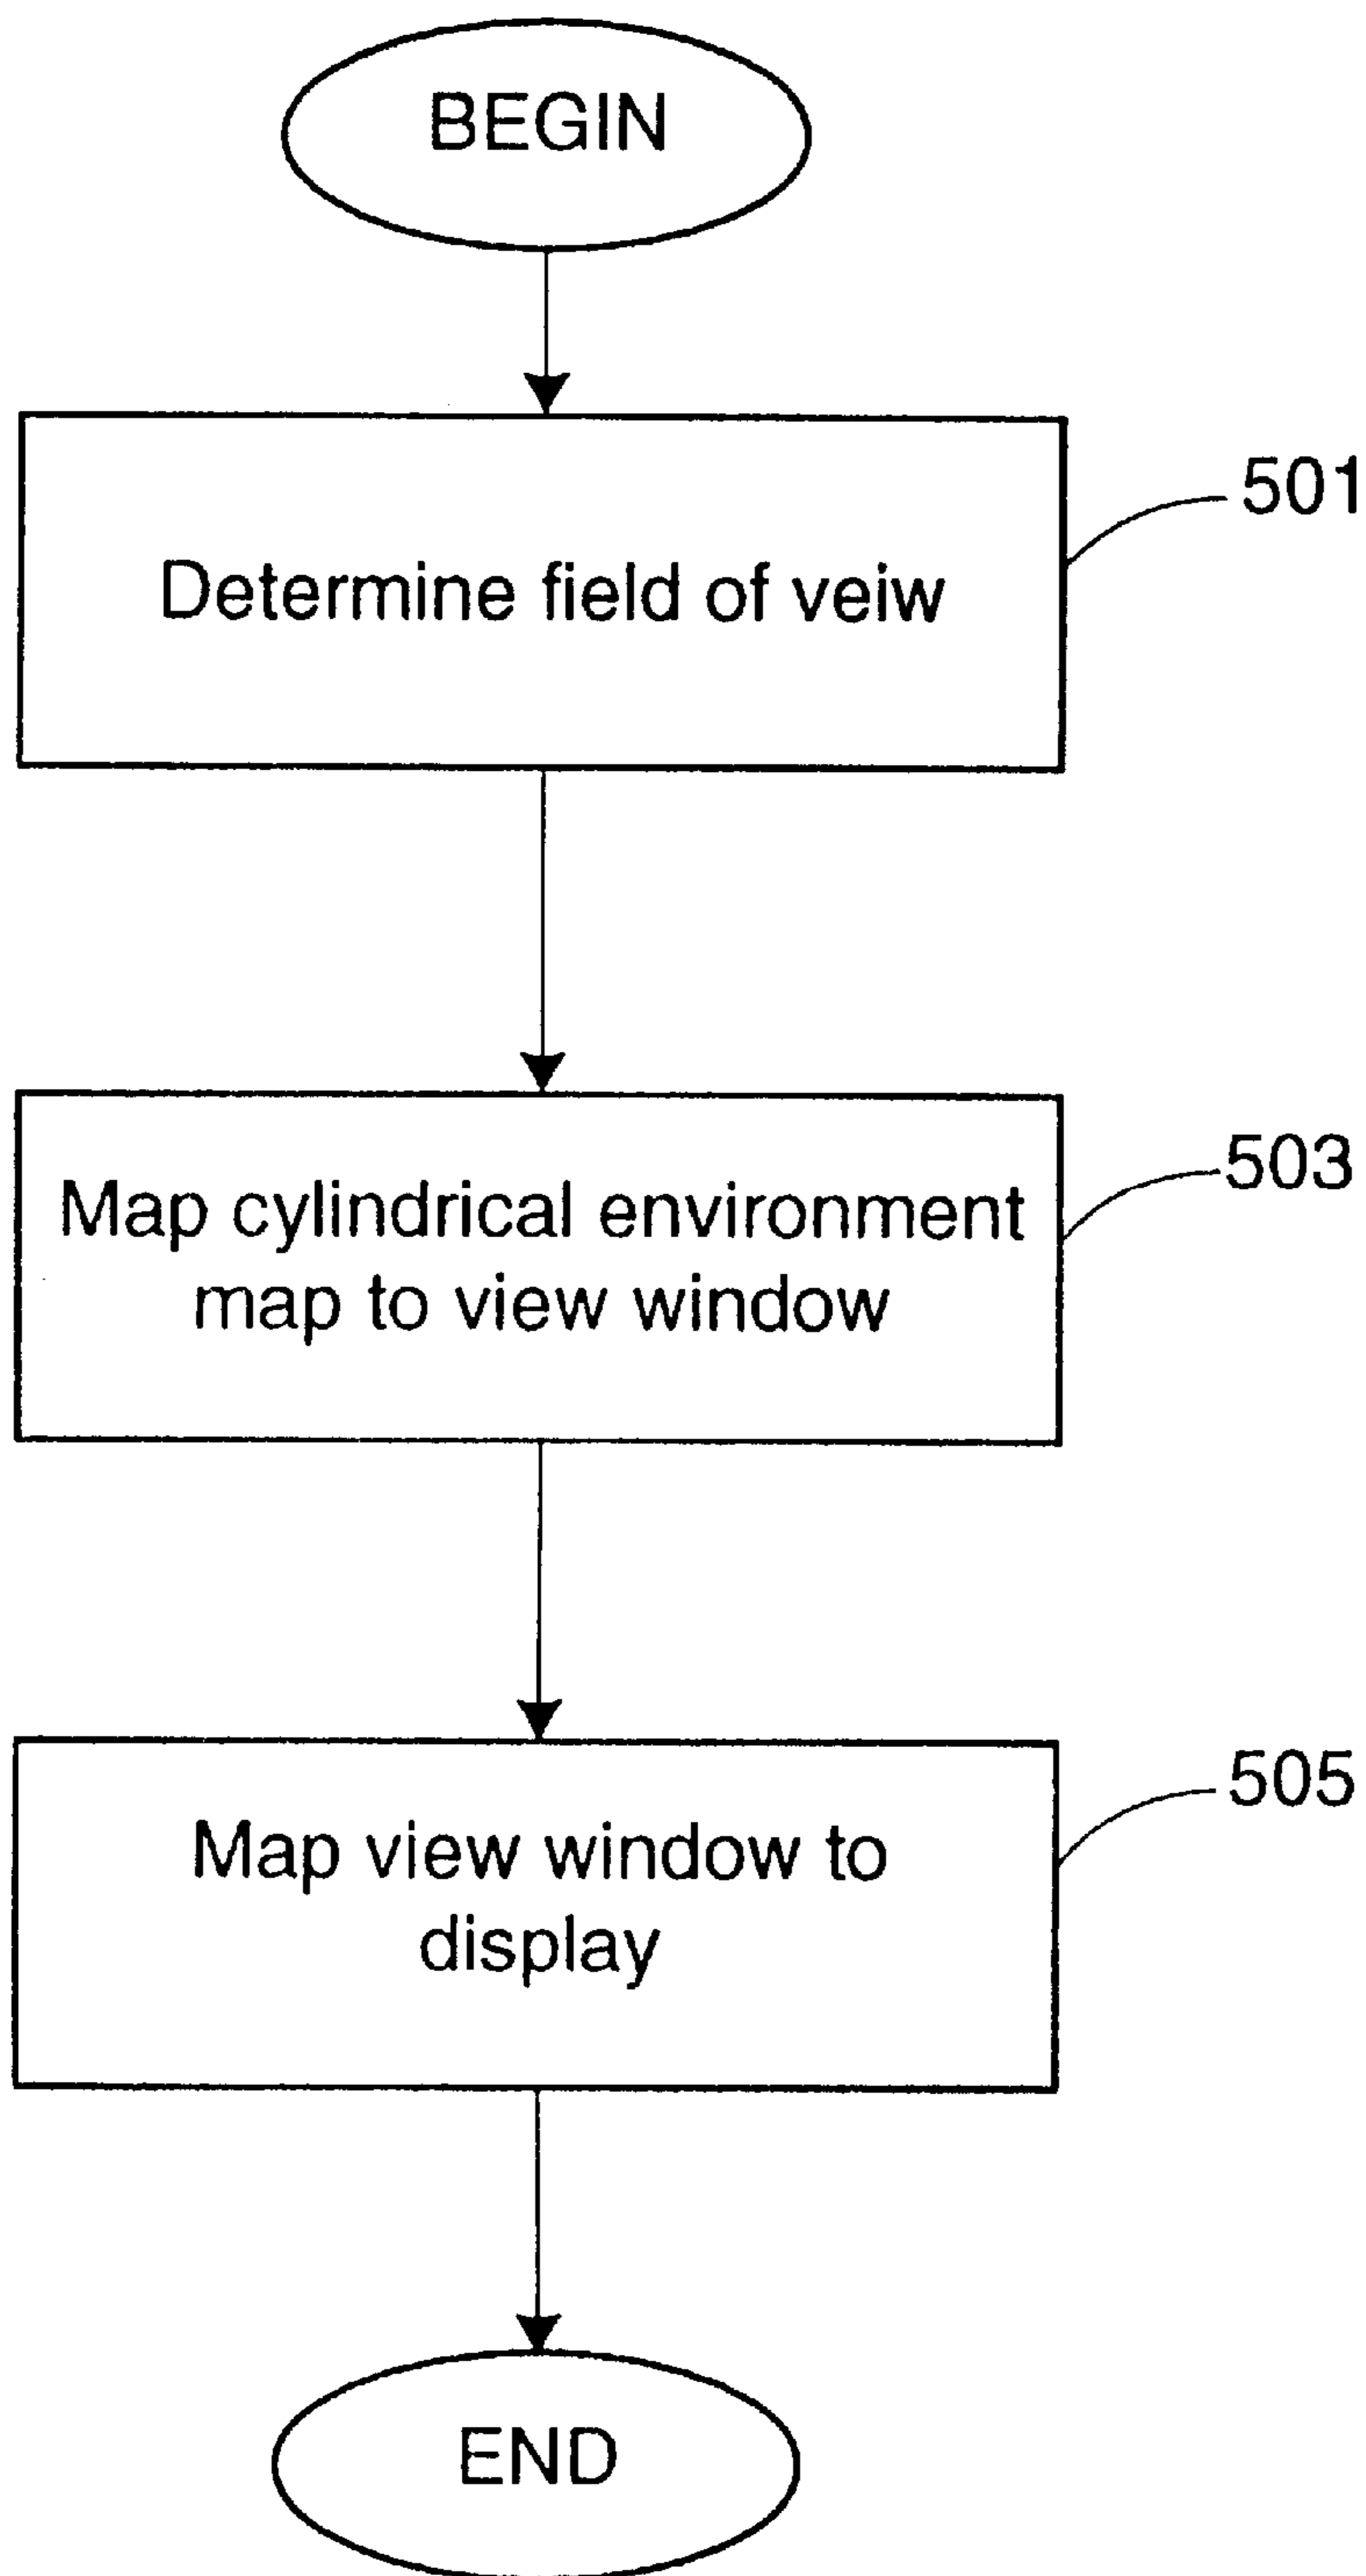 BEGIN
501
Determine field of veiw
503
Map cylindrical environment
map to view window
505
Map view window to
display
END